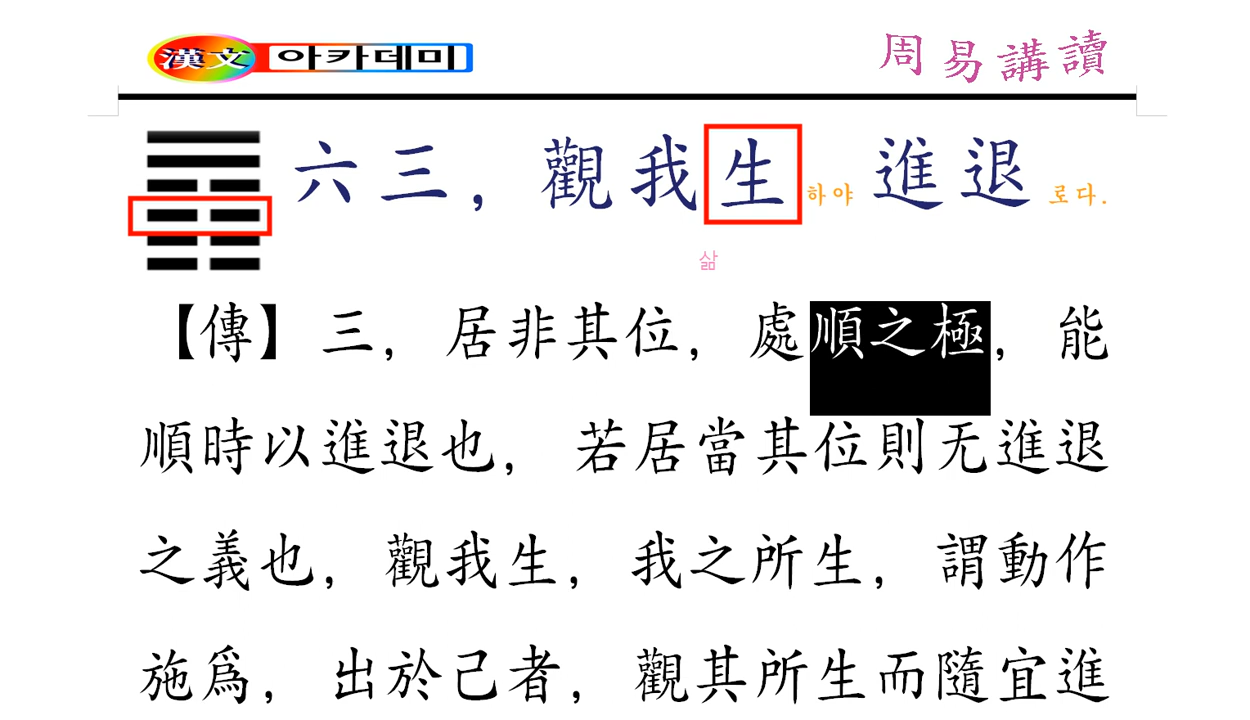 漢文 아카데미
周易講讀
六三，觀我生하야 進退로다.
삶
【傳】三，居非其位，處順之極，能
順時以進退也，若居當其位則无進退
之義也，觀我生，我之所生，謂動作
施爲，出於己者，觀其所生而隨宜進